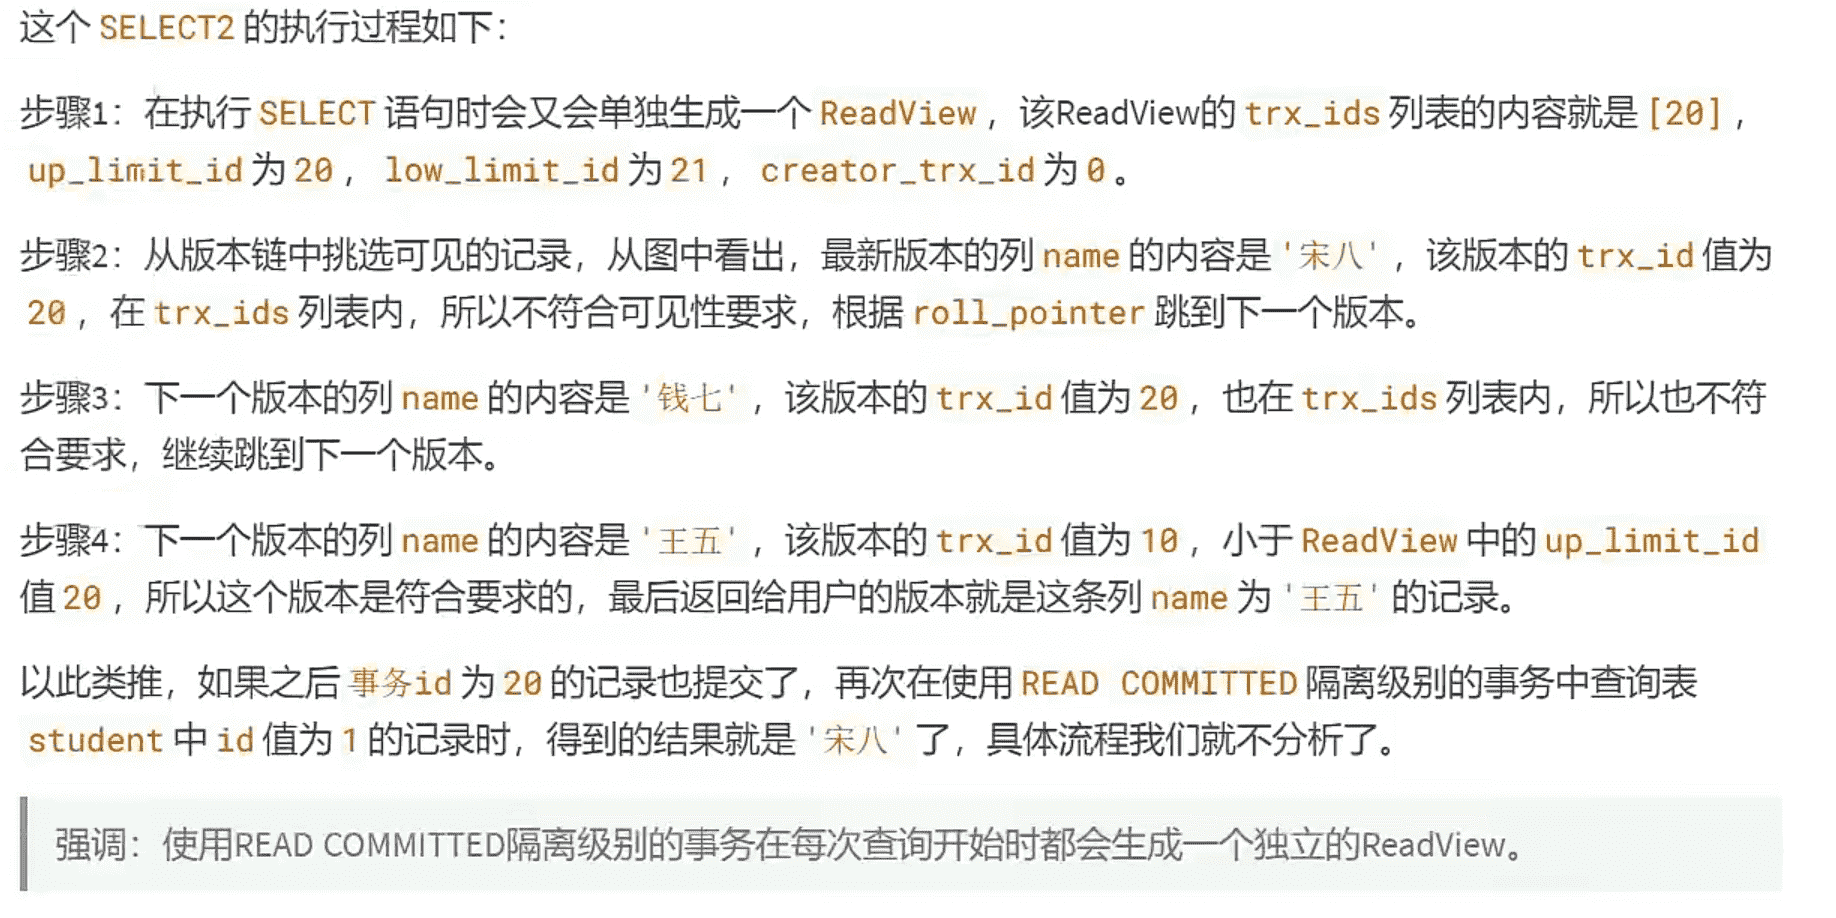 这个 SELECT2 的执行过程如下：
步骤1：在执行 SELECT 语句时会又会单独生成一个 ReadView ，该ReadView的 trx_ids 列表的内容就是 [20] ，
up_limit_id 为 20 ， low_limit_id 为 21 ， creator_trx_id 为 0 。
步骤2：从版本链中挑选可见的记录，从图中看出，最新版本的列 name 的内容是 '宋八' ，该版本的 trx_id 值为
20 ，在 trx_ids 列表内，所以不符合可见性要求，根据 roll_pointer 跳到下一个版本。
步骤3：下一个版本的列 name 的内容是 '钱七' ，该版本的 trx_id 值为 20 ，也在 trx_ids 列表内，所以也不符
合要求，继续跳到下一个版本。
步骤4：下一个版本的列 name 的内容是 '王五' ，该版本的 trx_id 值为 10 ，小于 ReadView 中的 up_limit_id
值 20 ，所以这个版本是符合要求的，最后返回给用户的版本就是这条列 name 为 '王五' 的记录。
以此类推，如果之后 事务id 为 20 的记录也提交了，再次在使用 READ COMMITTED 隔离级别的事务中查询表
student 中 id 值为 1 的记录时，得到的结果就是 '宋八' 了，具体流程我们就不分析了。
强调：使用READ COMMITTED隔离级别的事务在每次查询开始时都会生成一个独立的ReadView。